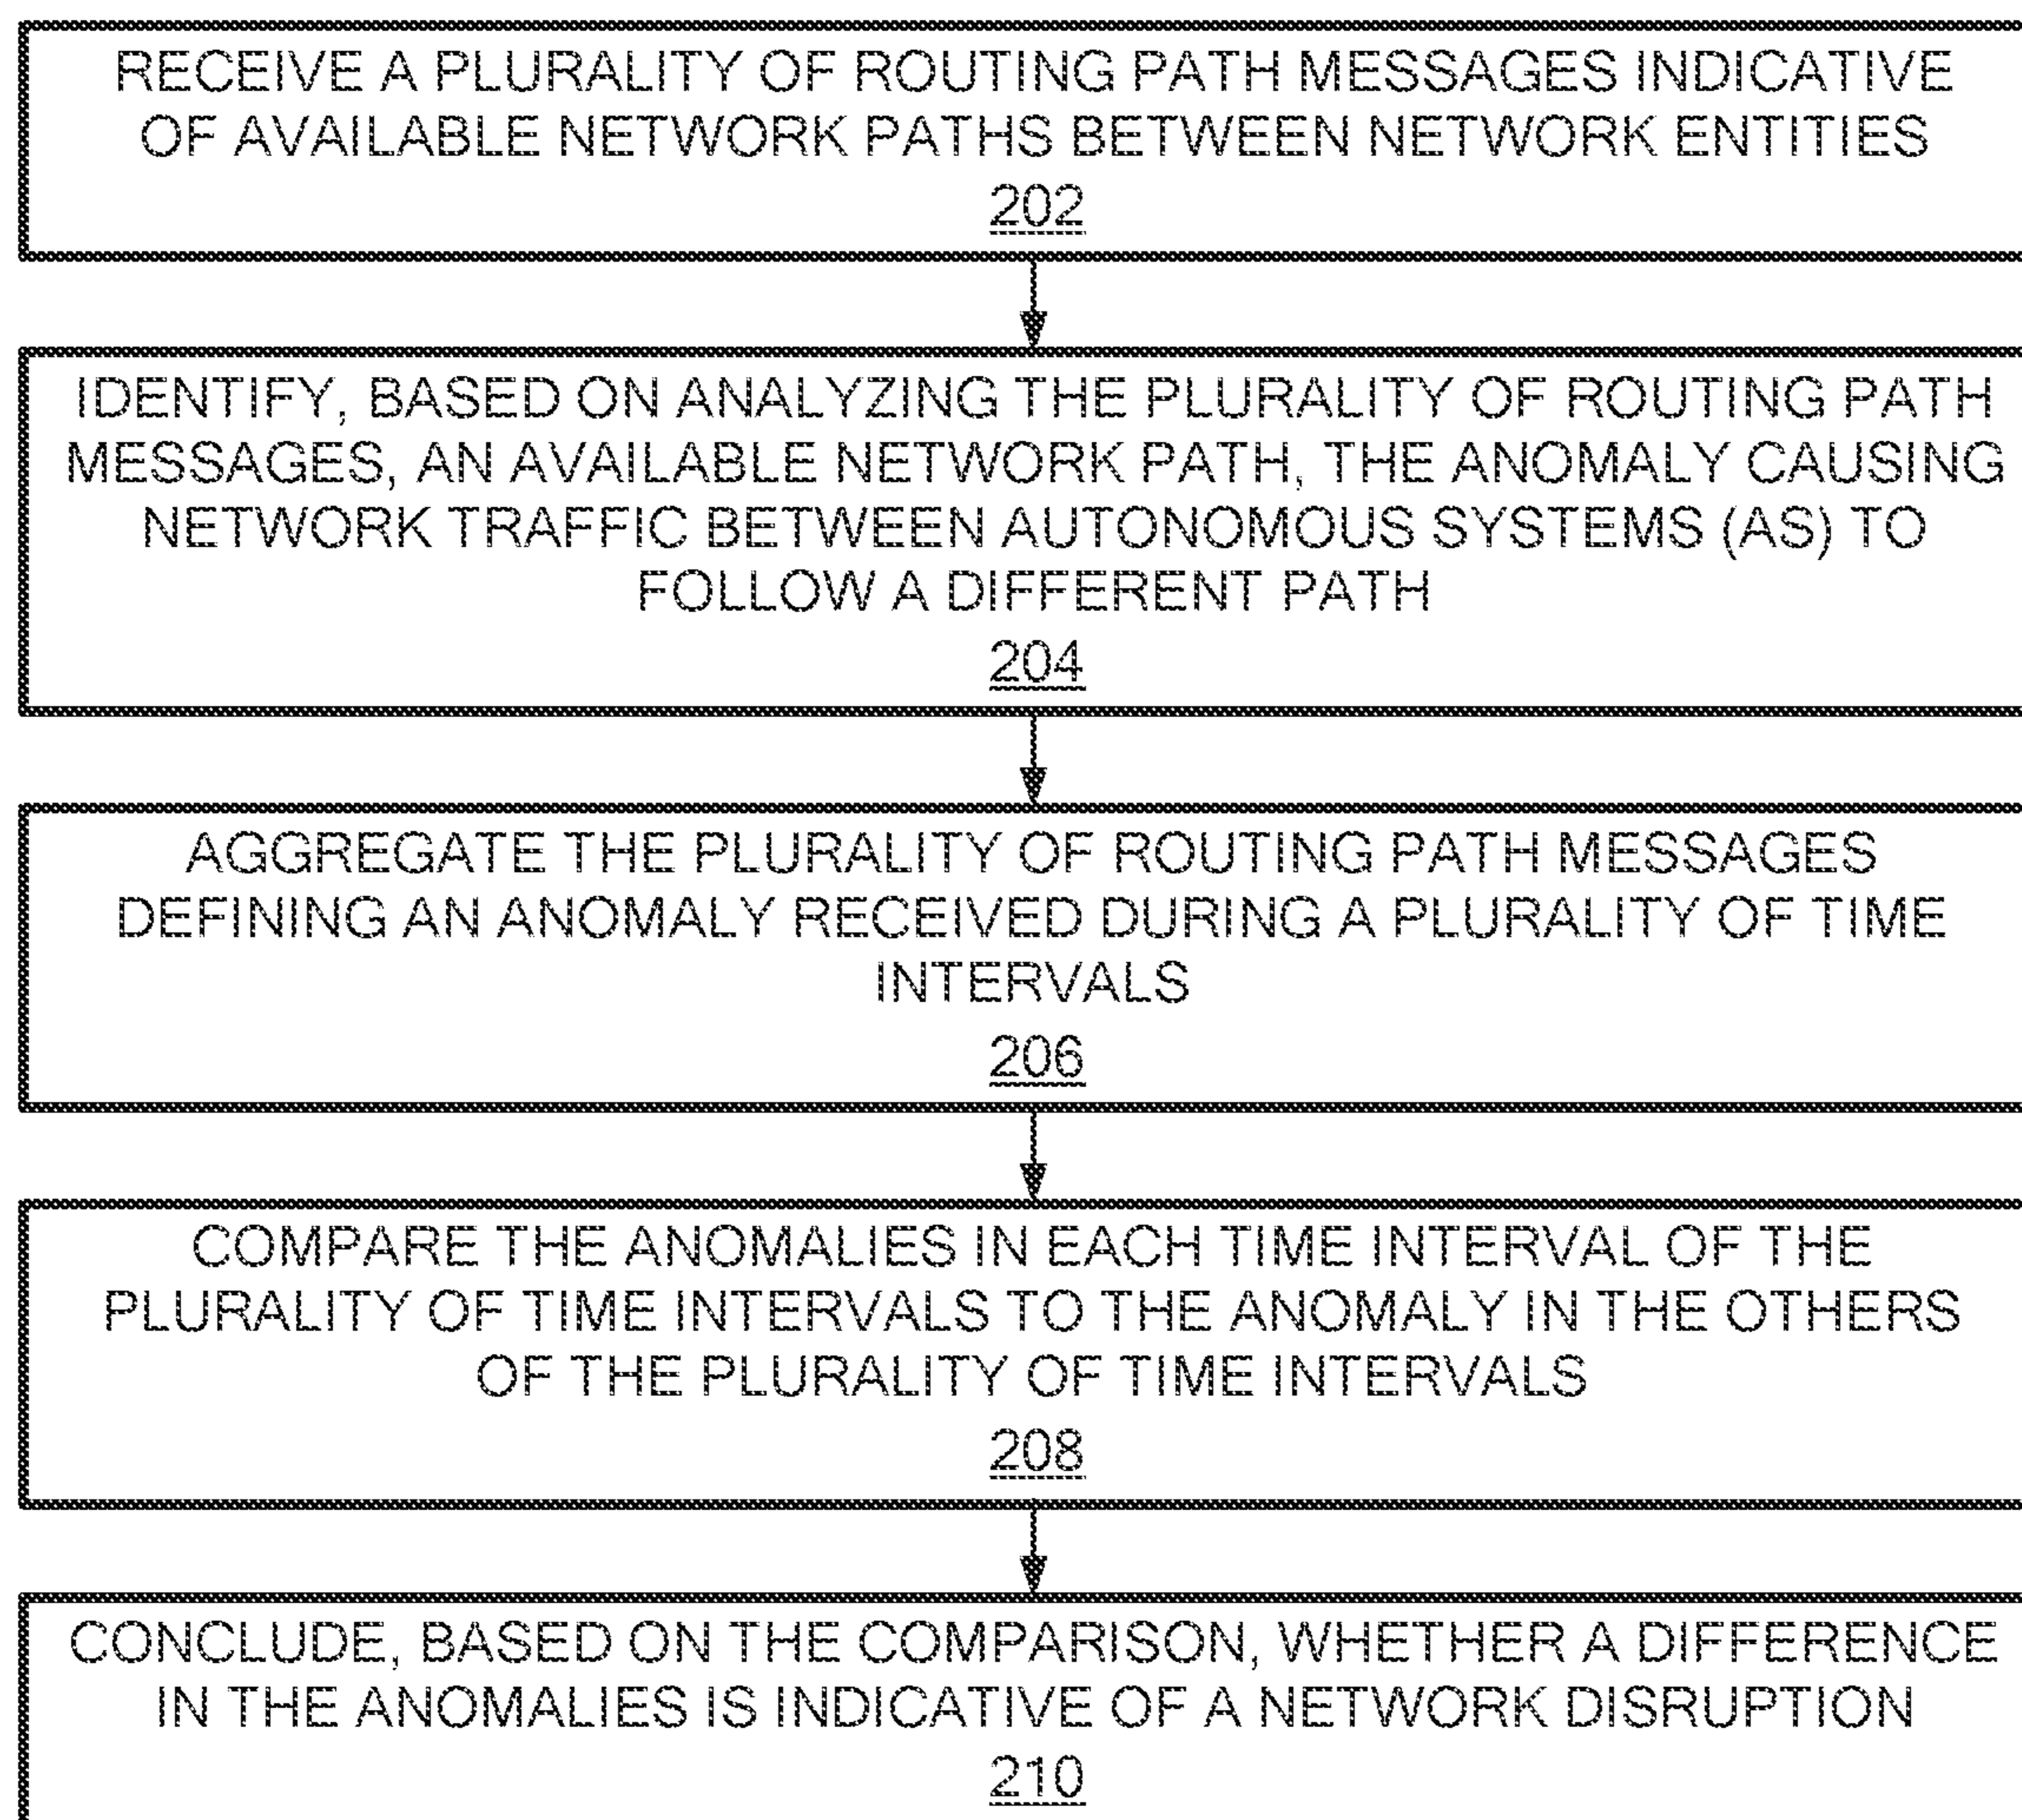 RECEIVE A PLURALITY OF ROUTING PATH MESSAGES INDICATIVE
OF AVAILABLE NETWORK PATHS BETWEEN NETWORK ENTITIES
202
IDENTIFY, BASED ON ANALYZING THE PLURALITY OF ROUTING PATH
MESSAGES, AN AVAILABLE NETWORK PATH, THE ANOMALY CAUSING
NETWORK TRAFFIC BETWEEN AUTONOMOUS SYSTEMS (AS) TO
FOLLOW A DIFFERENT PATH
204
AGGREGATE THE PLURALITY OF ROUTING PATH MESSAGES
DEFINING AN ANOMALY RECEIVED DURING A PLURALITY OF TIME
INTERVALS
206
COMPARE THE ANOMALIES IN EACH TIME INTERVAL OF THE
PLURALITY OF TIME INTERVALS TO THE ANOMALY IN THE OTHERS
OF THE PLURALITY OF TIME INTERVALS
208
CONCLUDE, BASED ON THE COMPARISON, WHETHER A DIFFERENCE
IN THE ANOMALIES IS INDICATIVE OF A NETWORK DISRUPTION
210